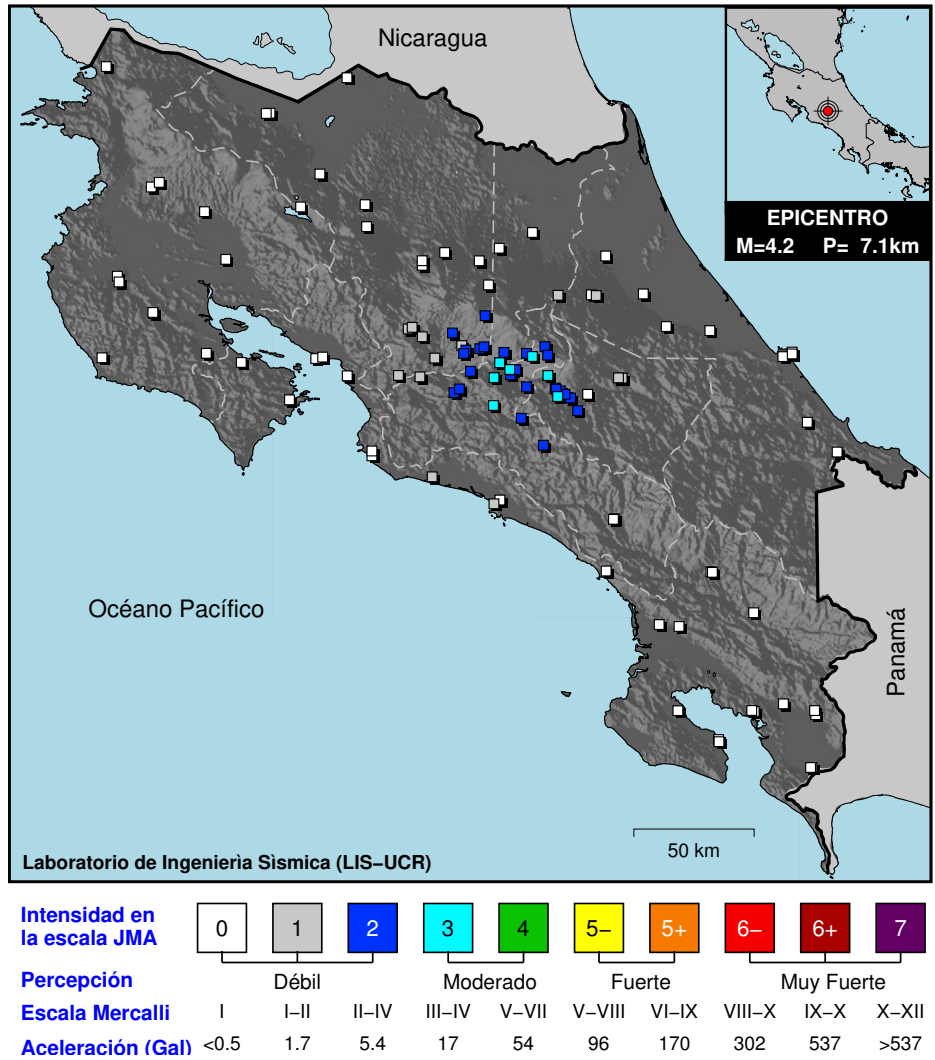 Nicaragua
EPICENTRO
M=4.2 P= 7.1km
Océano Pacífico
Panamá
50 km
Laboratorio de Ingenierìa Sìsmica (LIS−UCR)
Intensidad en
la escala JMA
0 1 2 3 4 5− 5+ 6− 6+ 7
Percepción Débil Moderado Fuerte Muy Fuerte
Escala Mercalli I I−II II−IV III−IV V−VII V−VIII VI−IX VIII−X IX−X X−XII
Aceleración (Gal) <0.5 1.7 5.4 17 54 96 170 302 537 >537